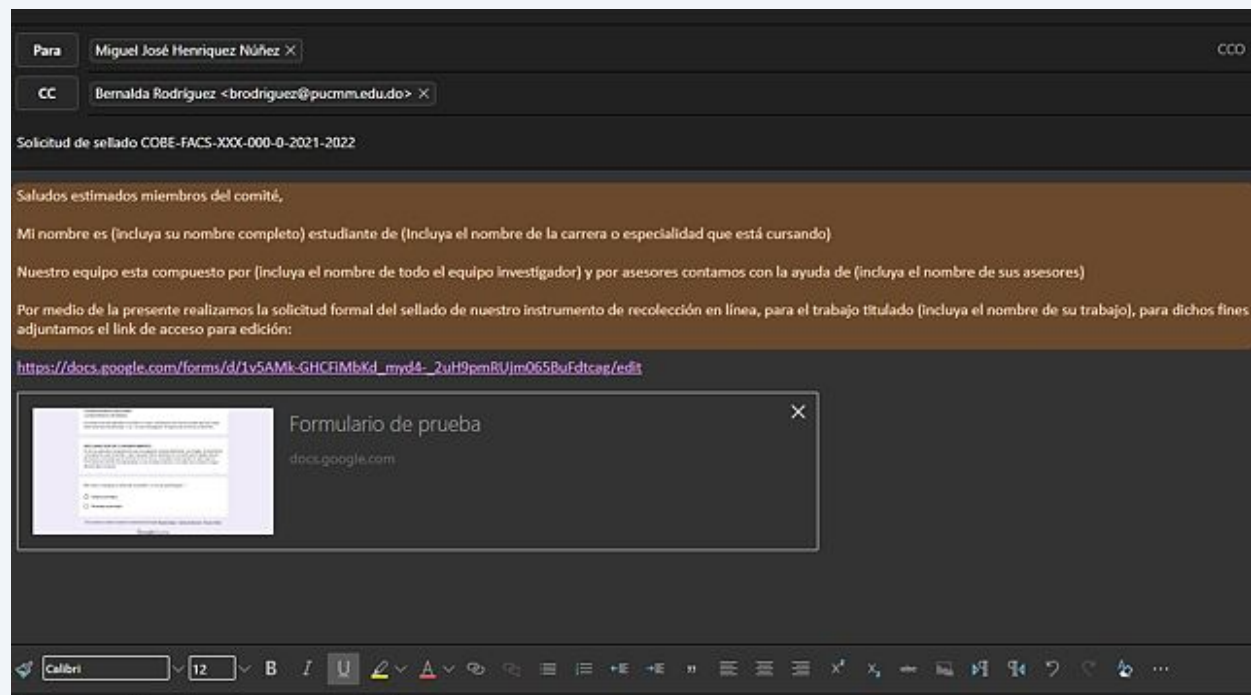 Para
Miguel José Henriquez Núñez
CCO
CC
Bernalda Rodríguez <brodriguez@pucmm.edu.do>
Solicitud de sellado COBE-FACS-XXX-000-0-2021-2022
Saludos estimados miembros del comité,
Mi nombre es (incluya su nombre completo) estudiante de (Incluya el nombre de la carrera o especialidad que está cursando)
Nuestro equipo esta compuesto por (incluya el nombre de todo el equipo investigador) y por asesores contamos con la ayuda de (incluya el nombre de sus asesores)
Por medio de la presente realizamos la solicitud formal del sellado de nuestro instrumento de recolección en línea, para el trabajo titulado (incluya el nombre de su trabajo), para dichos fines
adjuntamos el link de acceso para edición:
https://docs.google.com/forms/d/1v5AMk-GHCFiMbKd_myd4-_2uH9pmRUjm065BuFdtcag/edit
Formulario de prueba
docs.google.com
Calibri
12
B I U